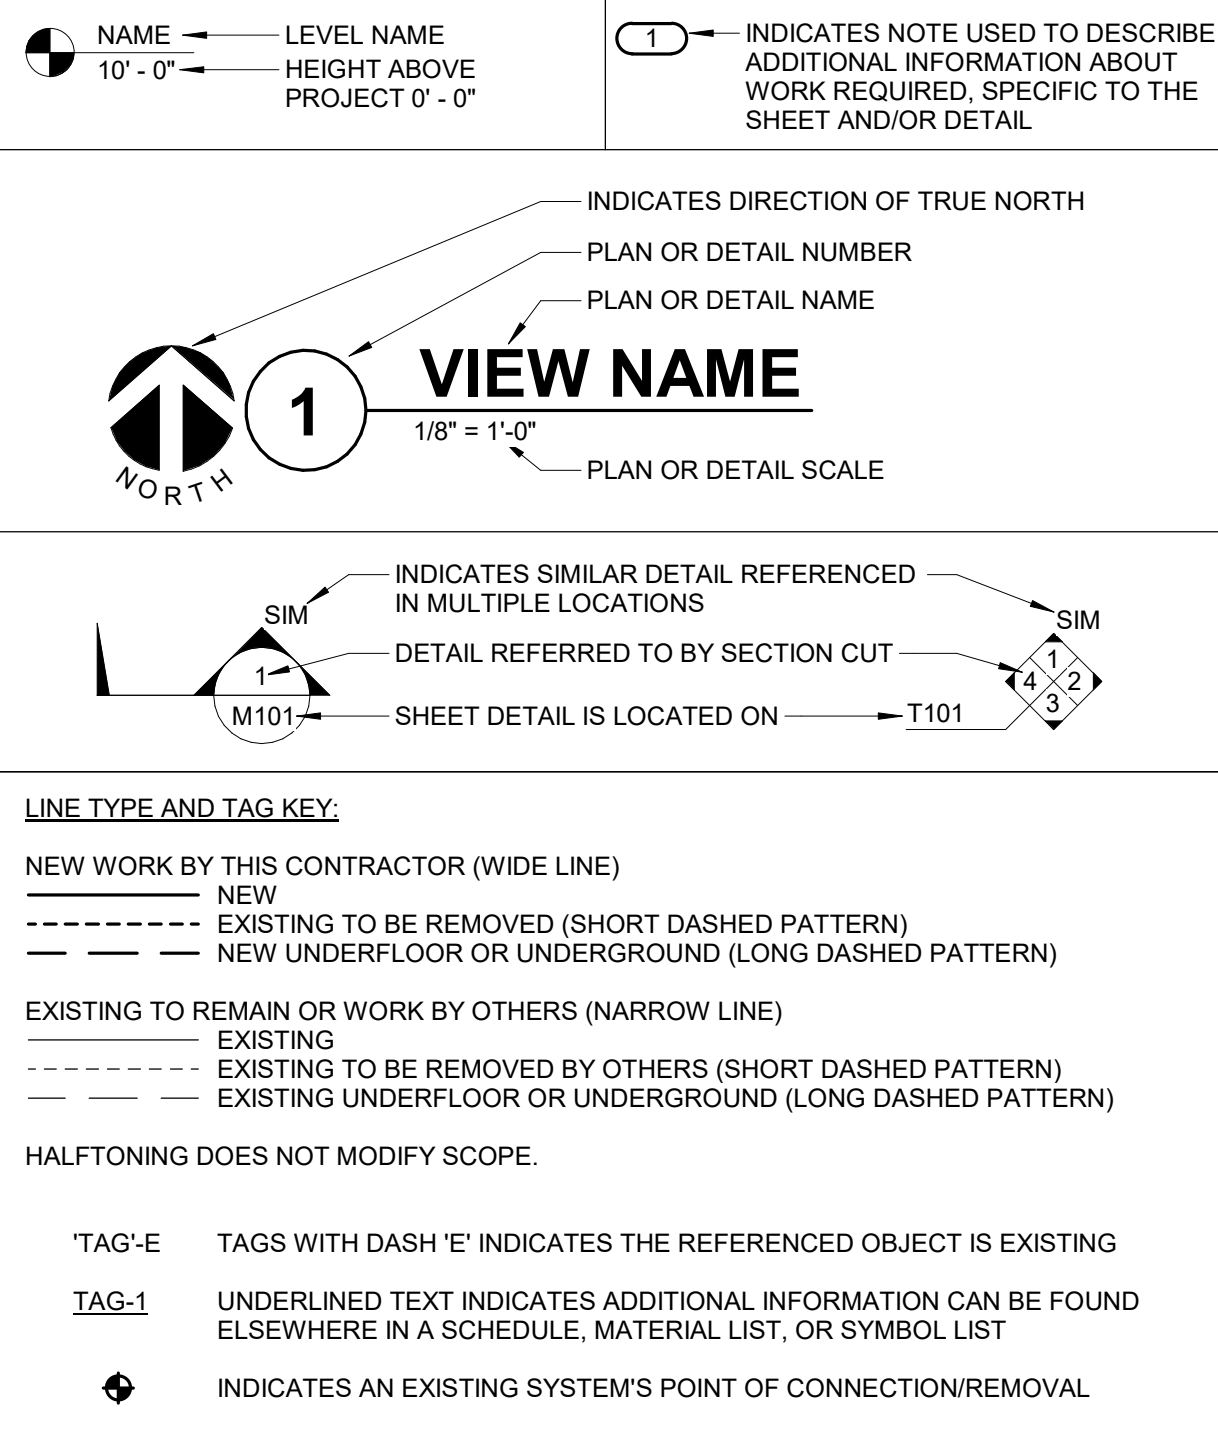 NAME
LEVEL NAME
10' - 0"
HEIGHT ABOVE
PROJECT 0' - 0"
1
INDICATES NOTE USED TO DESCRIBE
ADDITIONAL INFORMATION ABOUT
WORK REQUIRED, SPECIFIC TO THE
SHEET AND/OR DETAIL
INDICATES DIRECTION OF TRUE NORTH
PLAN OR DETAIL NUMBER
PLAN OR DETAIL NAME
NORTH
1
VIEW NAME
1/8" = 1'-0"
PLAN OR DETAIL SCALE
INDICATES SIMILAR DETAIL REFERENCED
IN MULTIPLE LOCATIONS
SIM
SIM
DETAIL REFERRED TO BY SECTION CUT
1
M101
SHEET DETAIL IS LOCATED ON
T101
1
4
2
3
LINE TYPE AND TAG KEY:
NEW WORK BY THIS CONTRACTOR (WIDE LINE)
NEW
EXISTING TO BE REMOVED (SHORT DASHED PATTERN)
NEW UNDERFLOOR OR UNDERGROUND (LONG DASHED PATTERN)
EXISTING TO REMAIN OR WORK BY OTHERS (NARROW LINE)
EXISTING
EXISTING TO BE REMOVED BY OTHERS (SHORT DASHED PATTERN)
EXISTING UNDERFLOOR OR UNDERGROUND (LONG DASHED PATTERN)
HALFTONING DOES NOT MODIFY SCOPE.
'TAG'-E TAGS WITH DASH 'E' INDICATES THE REFERENCED OBJECT IS EXISTING
TAG-1 UNDERLINED TEXT INDICATES ADDITIONAL INFORMATION CAN BE FOUND
ELSEWHERE IN A SCHEDULE, MATERIAL LIST, OR SYMBOL LIST
INDICATES AN EXISTING SYSTEM'S POINT OF CONNECTION/REMOVAL